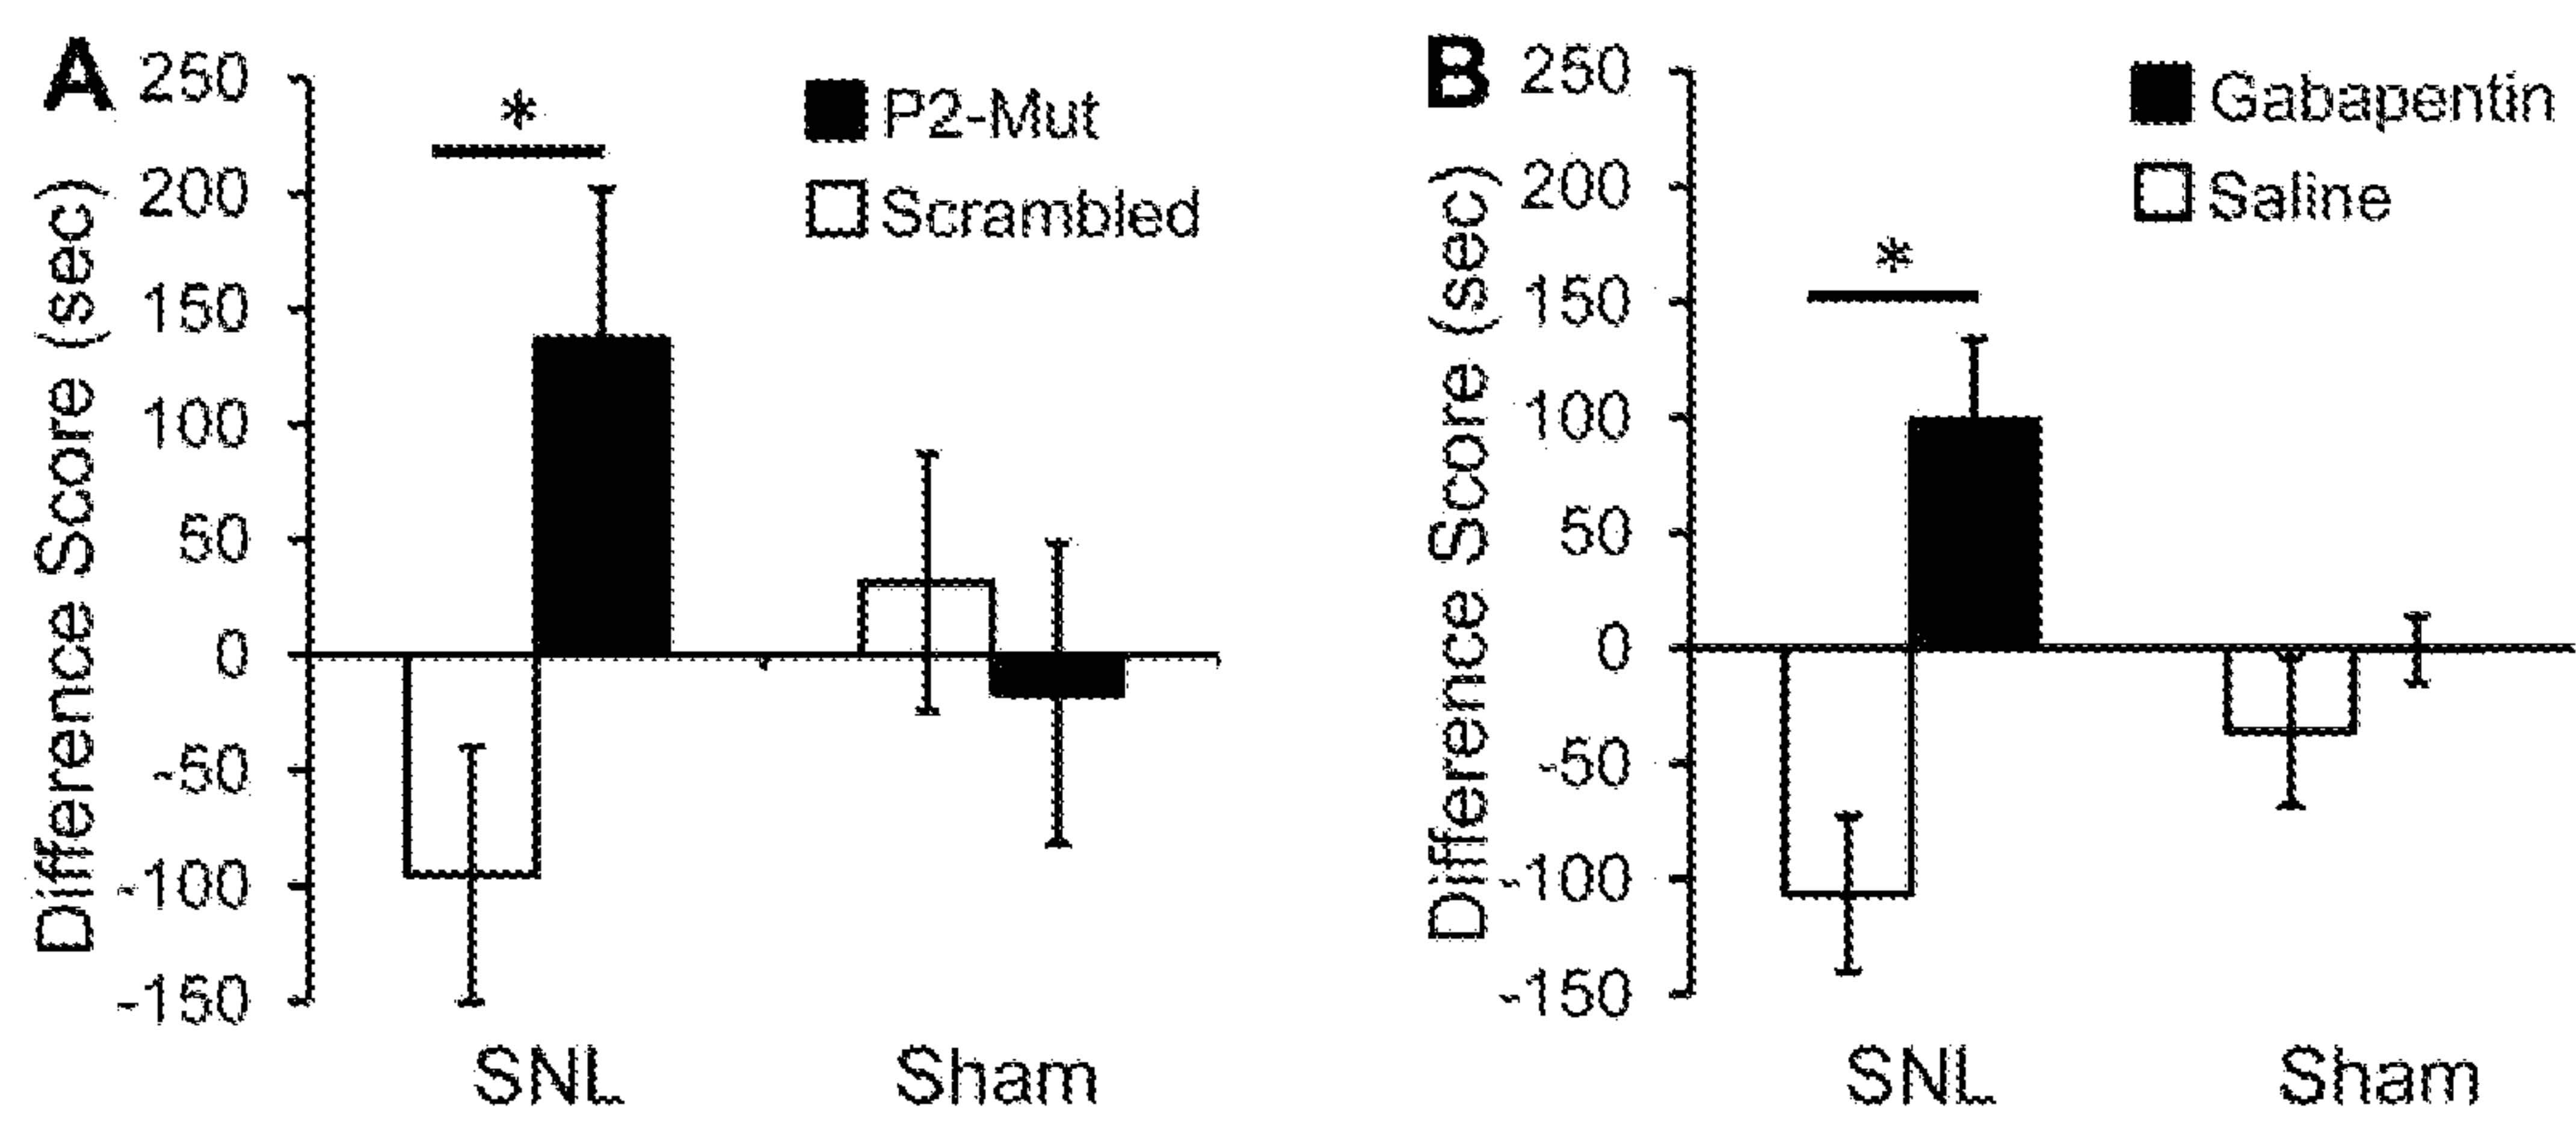 A
250
200
150
100
50
0
-50
-100
-150
Difference Score (sec)
*
P2-Mut
Scrambled
SNL
Sham
B
250
200
150
100
50
0
-50
-100
-150
Difference Score (sec)
*
Gabapentin
Saline
SNL
Sham